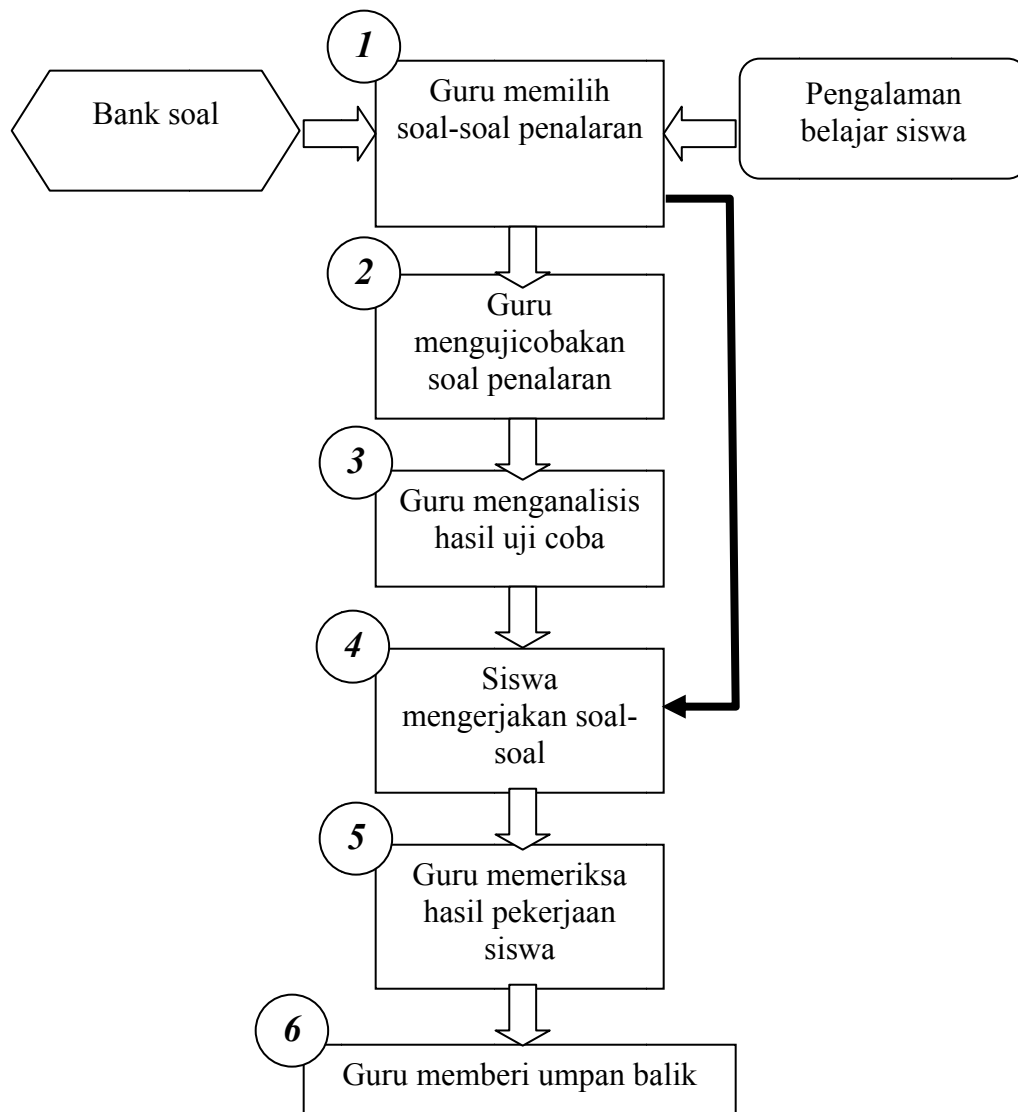 1
Bank soal
Guru memilih
soal-soal penalaran
Pengalaman
belajar siswa
2
Guru
mengujicobakan
soal penalaran
3
Guru menganalisis
hasil uji coba
4
Siswa
mengerjakan soal-
soal
5
Guru memeriksa
hasil pekerjaan
siswa
6
Guru memberi umpan balik